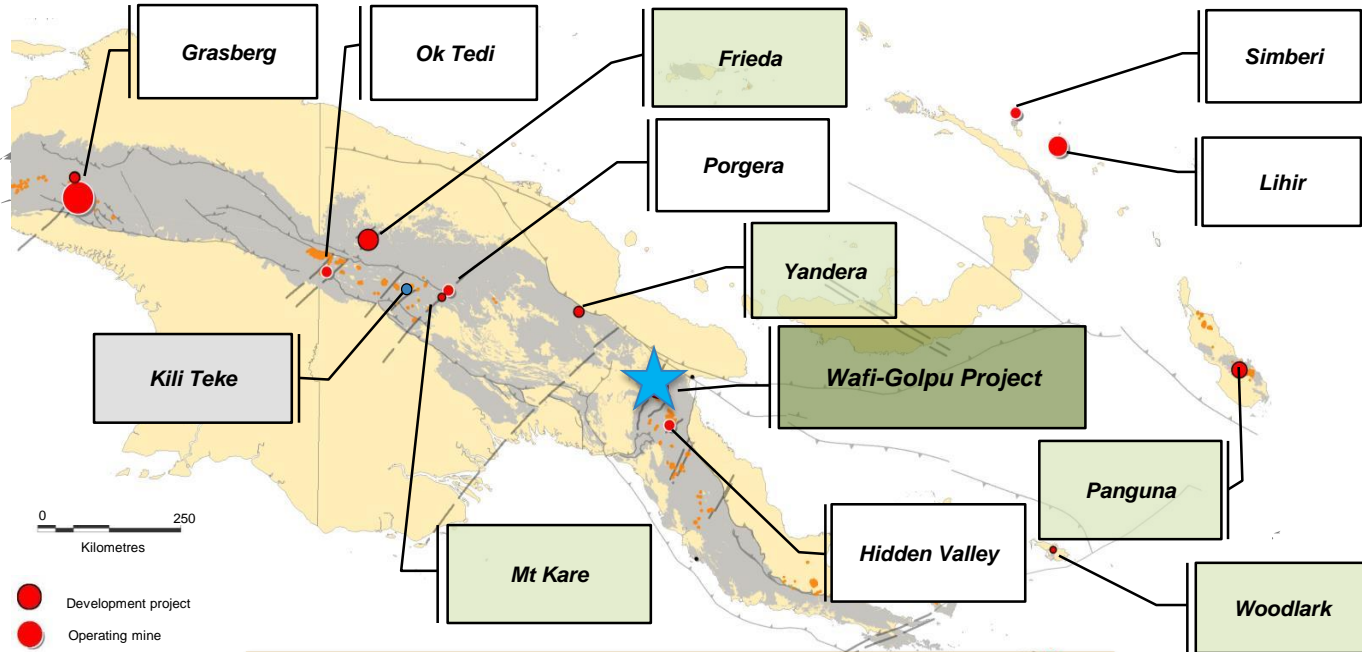 Grasberg
Ok Tedi
Frieda
Simberi
Porgera
Lihir
Yandera
Kili Teke
Wafi-Golpu Project
Panguna
0 250
Kilometres
Mt Kare
Hidden Valley
Woodlark
Development project
Operating mine